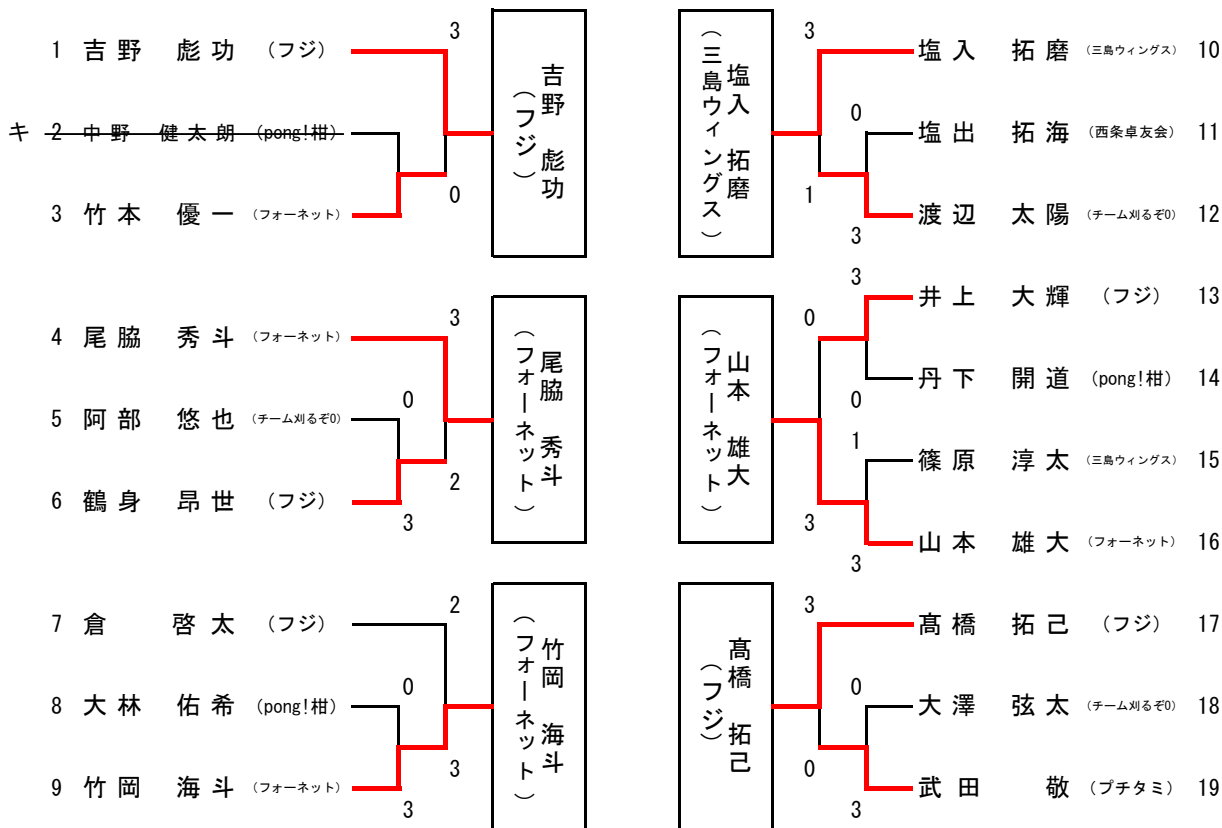 1 吉野 彪功 (フジ)
3
0
キ 2 中野 健太朗 (pong!柑)
3 竹本 優一 (フォーネット)
吉野 彪功
(フジ)
4 尾脇 秀斗 (フォーネット)
3
0
5 阿部 悠也 (チーム刈るぞ0)
2
6 鶴身 昂世 (フジ)
3
尾脇 秀斗
(フォーネット)
7 倉 啓太 (フジ)
2
0
8 大林 佑希 (pong!柑)
3
9 竹岡 海斗 (フォーネット)
3
竹岡 海斗
(フォーネット)
塩入 拓磨
(三島ウィングス)
3
塩入 拓磨 (三島ウィングス) 10
0
塩出 拓海 (西条卓友会) 11
1
渡辺 太陽 (チーム刈るぞ0) 12
3
山本 雄大
(フォーネット)
3
井上 大輝 (フジ) 13
0
丹下 開道 (pong!柑) 14
0
1
篠原 淳太 (三島ウィングス) 15
3
山本 雄大 (フォーネット) 16
3
髙橋 拓己
(フジ)
3
髙橋 拓己 (フジ) 17
0
大澤 弦太 (チーム刈るぞ0) 18
0
武田 敬 (プチタミ) 19
3